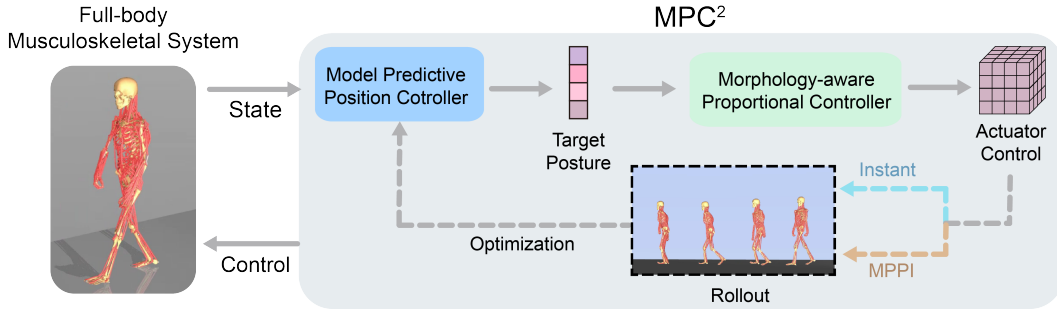 Full-body
Musculoskeletal System
MPC²
State
Control
Model Predictive
Position Cotroller
Target
Posture
Morphology-aware
Proportional Controller
Actuator
Control
Instant
MPPI
Optimization
Rollout